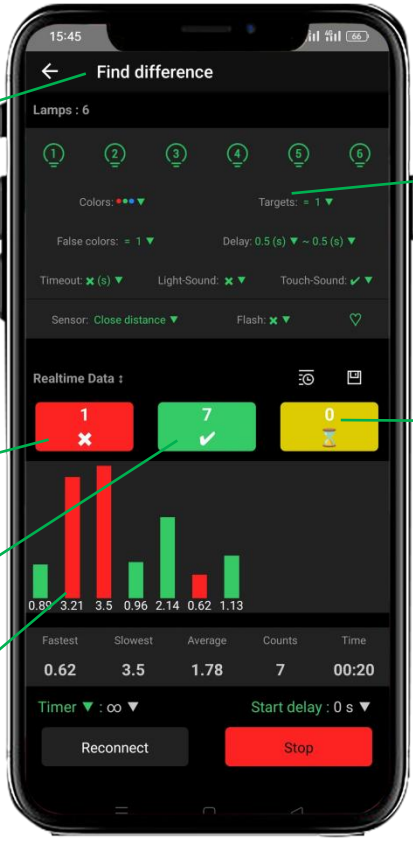 15:45
66
Find difference
Lamps : 6
1 2 3 4 5 6
Colors: Targets: = 1
False colors: = 1 Delay: 0.5 (s) ~ 0.5 (s)
Timeout: (s) Light-Sound: Touch-Sound:
Sensor: Close distance Flash:
Realtime Data
1 7 0
0.89 3.21 3.5 0.96 2.14 0.62 1.13
Fastest Slowest Average Counts Time
0.62 3.5 1.78 7 00:20
Timer : ∞ Start delay : 0 s
Reconnect Stop